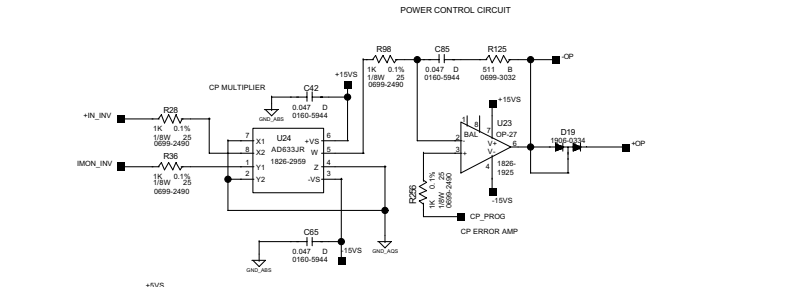 POWER CONTROL CIRCUIT
R98
1K 0.1%
1/8W 25
0699-2490
C85
0.047 D
0160-5944
R125
511 B
0699-3032
-OP
+15VS
CP MULTIPLIER
C42
0.047 D
0160-5944
GND_ABS
+IN_INV
R28
1K 0.1%
1/8W 25
0699-2490
IMON_INV
R36
1K 0.1%
1/8W 25
0699-2490
7 X1
8 X2
1 Y1
2 Y2
U24
AD633JR
1826-2959
+VS 6
W 5
Z 4
-VS 3
+15VS
1
8
BAL
7
U23
OP-27
2 -
3 +
V+
V-
6
4
1826-
1925
-15VS
D19
1906-0334
+OP
R256
1K 0.1%
1/8W 25
0699-2490
CP_PROG
CP ERROR AMP
C65
0.047 D
0160-5944
GND_ABS
-15VS
GND_AQS
+5VS